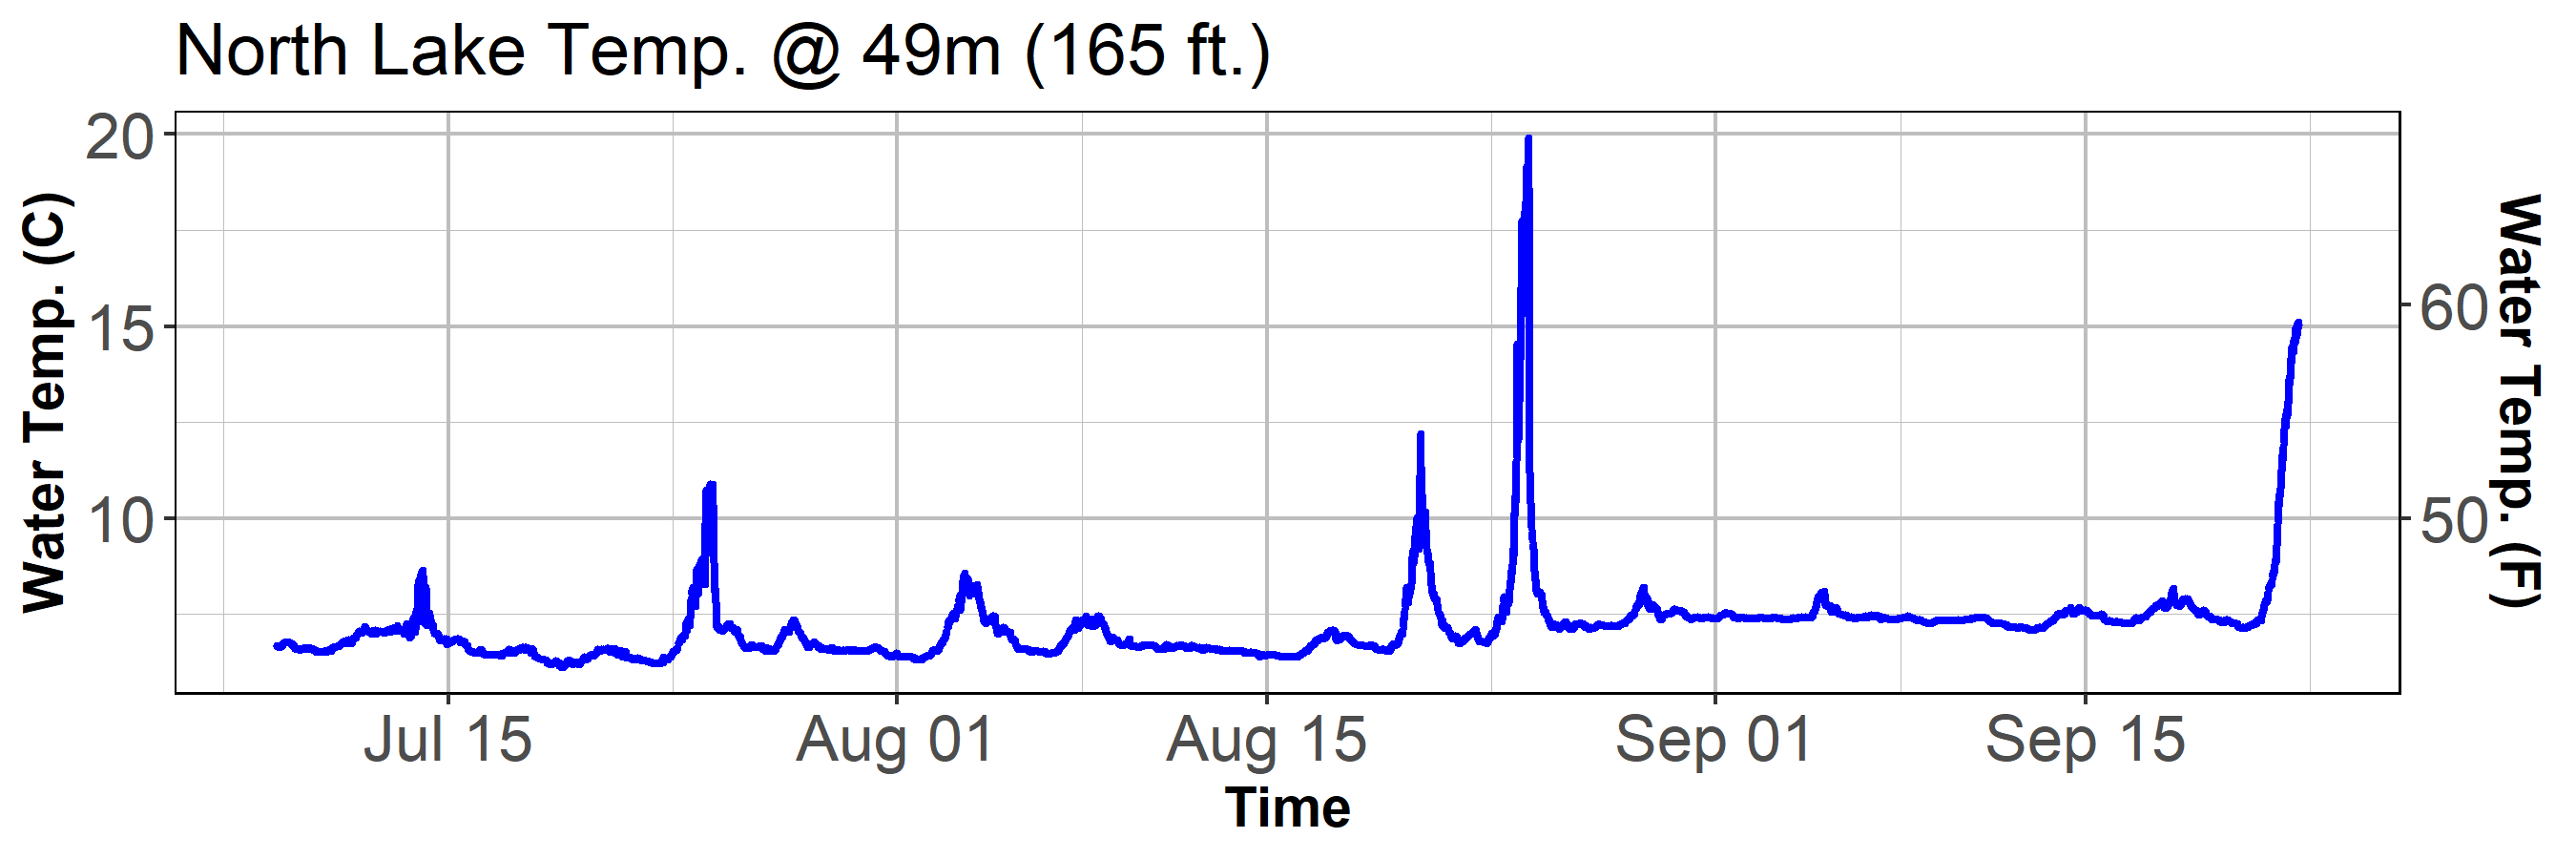 North Lake Temp. @ 49m (165 ft.)
20
15
10
Water Temp. (C)
60
50
Water Temp. (F)
Jul 15 Aug 01 Aug 15 Sep 01 Sep 15
Time